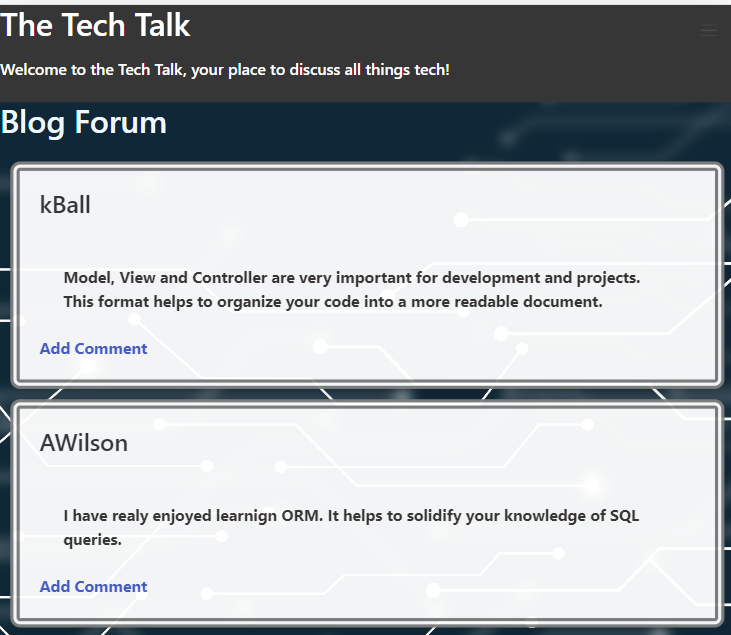 The Tech Talk
Welcome to the Tech Talk, your place to discuss all things tech!
Blog Forum
kBall
Model, View and Controller are very important for development and projects.
This format helps to organize your code into a more readable document.
Add Comment
AWilson
I have realy enjoyed learnign ORM. It helps to solidify your knowledge of SQL
queries.
Add Comment